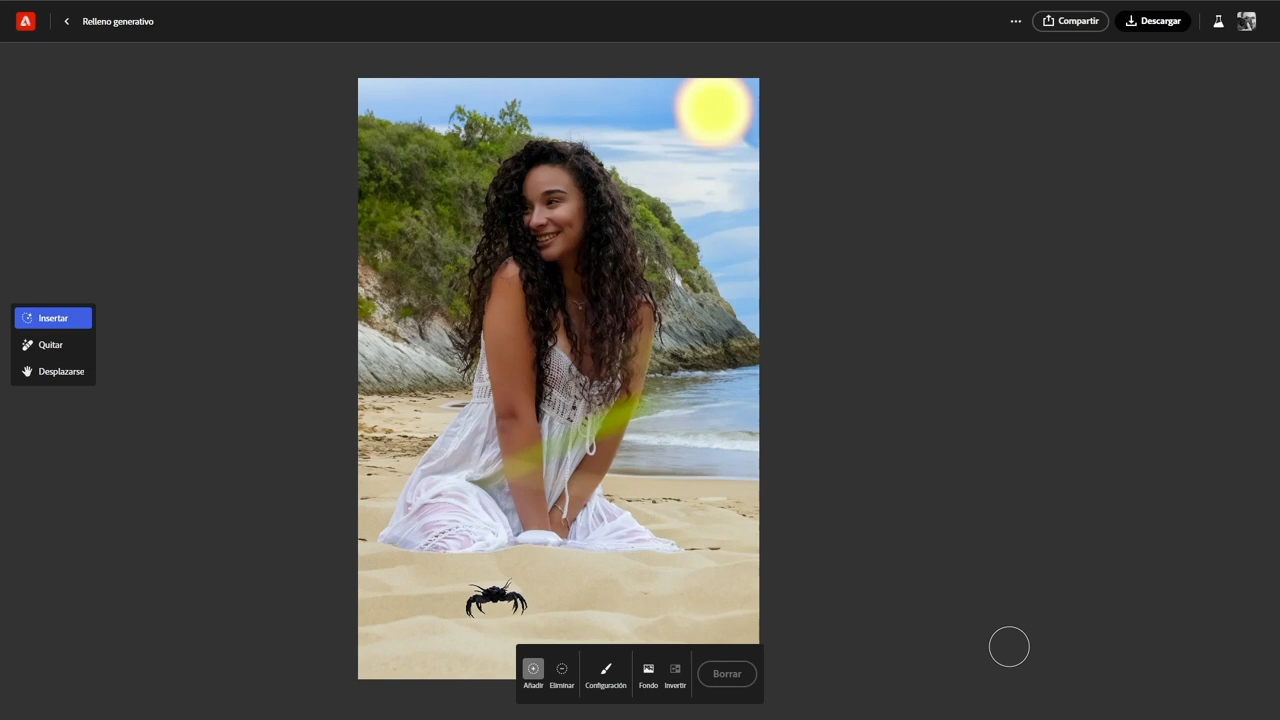 Relleno generativo
Compartir
Descargar
Insertar
Quitar
Desplazarse
Añadir
Eliminar
Configuración
Fondo
Invertir
Borrar